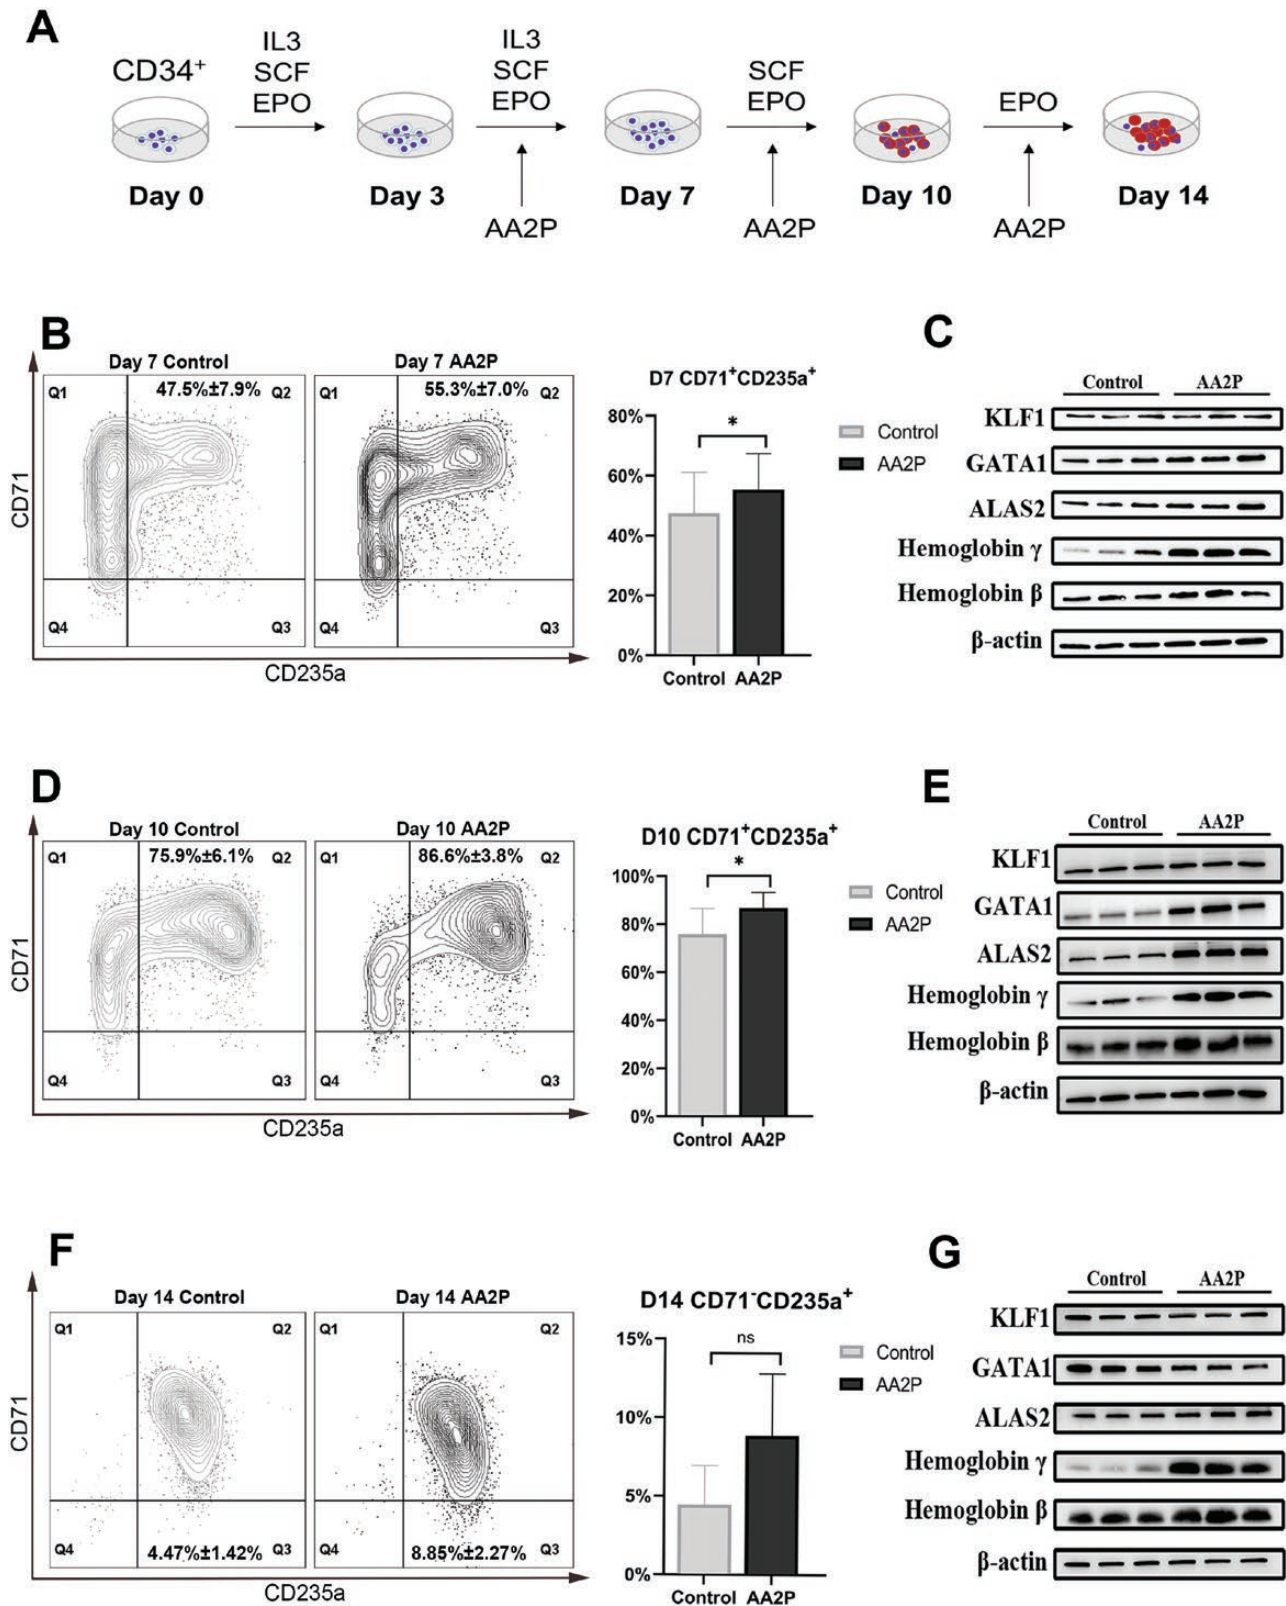 A
CD34+
IL3
SCF
EPO
IL3
SCF
EPO
SCF
EPO
EPO
Day 0
Day 3
Day 7
Day 10
Day 14
AA2P
AA2P
AA2P
B
Day 7 Control
Day 7 AA2P
Q1
47.5%±7.9%
Q2
Q1
55.3%±7.0%
Q2
Q4
Q3
Q4
Q3
CD71
CD235a
D7 CD71+CD235a+
80%
60%
40%
20%
0%
*
Control
AA2P
Control
AA2P
C
Control
AA2P
KLF1
GATA1
ALAS2
Hemoglobin γ
Hemoglobin β
β-actin
D
Day 10 Control
Day 10 AA2P
Q1
75.9%±6.1%
Q2
Q1
86.6%±3.8%
Q2
Q4
Q3
Q4
Q3
CD71
CD235a
D10 CD71+CD235a+
100%
80%
60%
40%
20%
0%
*
Control
AA2P
Control
AA2P
E
Control
AA2P
KLF1
GATA1
ALAS2
Hemoglobin γ
Hemoglobin β
β-actin
F
Day 14 Control
Day 14 AA2P
Q1
Q2
Q1
Q2
Q4
4.47%±1.42%
Q3
Q4
8.85%±2.27%
Q3
CD71
CD235a
D14 CD71-CD235a+
15%
10%
5%
0%
ns
Control
AA2P
Control
AA2P
G
Control
AA2P
KLF1
GATA1
ALAS2
Hemoglobin γ
Hemoglobin β
β-actin